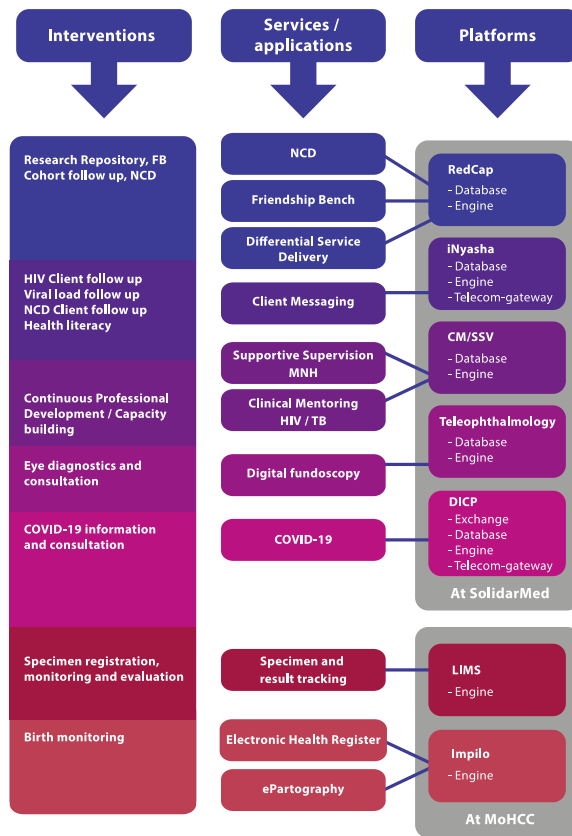 Interventions
Services /
applications
Platforms
Research Repository, FB
Cohort follow up, NCD
HIV Client follow up
Viral load follow up
NCD Client follow up
Health literacy
Continuous Professional
Development / Capacity
building
Eye diagnostics and
consultation
COVID-19 information
and consultation
Specimen registration,
monitoring and evaluation
Birth monitoring
NCD
Friendship Bench
Differential Service
Delivery
Client Messaging
Supportive Supervision
MNH
Clinical Mentoring
HIV / TB
Digital fundoscopy
COVID-19
Specimen and
result tracking
Electronic Health Register
ePartography
RedCap
- Database
- Engine
iNyasha
- Database
- Engine
- Telecom-gateway
CM/SSV
- Database
- Engine
Teleophthalmology
- Database
- Engine
DICP
- Exchange
- Database
- Engine
- Telecom-gateway
At SolidarMed
LIMS
- Engine
Impilo
- Engine
At MoHCC